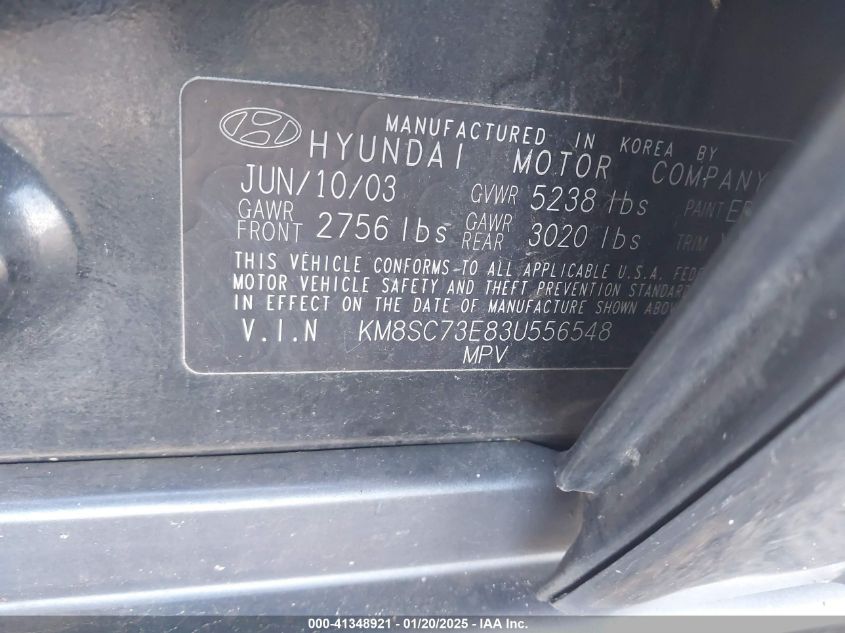 MANUFACTURED IN KOREA BY
HYUNDAI MOTOR COMPANY
JUN/10/03 GVWR 5238 lbs PAINT
GAWR FRONT 2756 lbs GAWR REAR 3020 lbs TRIM
THIS VEHICLE CONFORMS TO ALL APPLICABLE U.S.A.
MOTOR VEHICLE SAFETY AND THEFT PREVENTION
IN EFFECT ON THE DATE OF MANUFACTURE SHOWN
V.I.N KM8SC73E83U556548
MPV
000-41348921 / 01/20/2025 - IAA Inc.